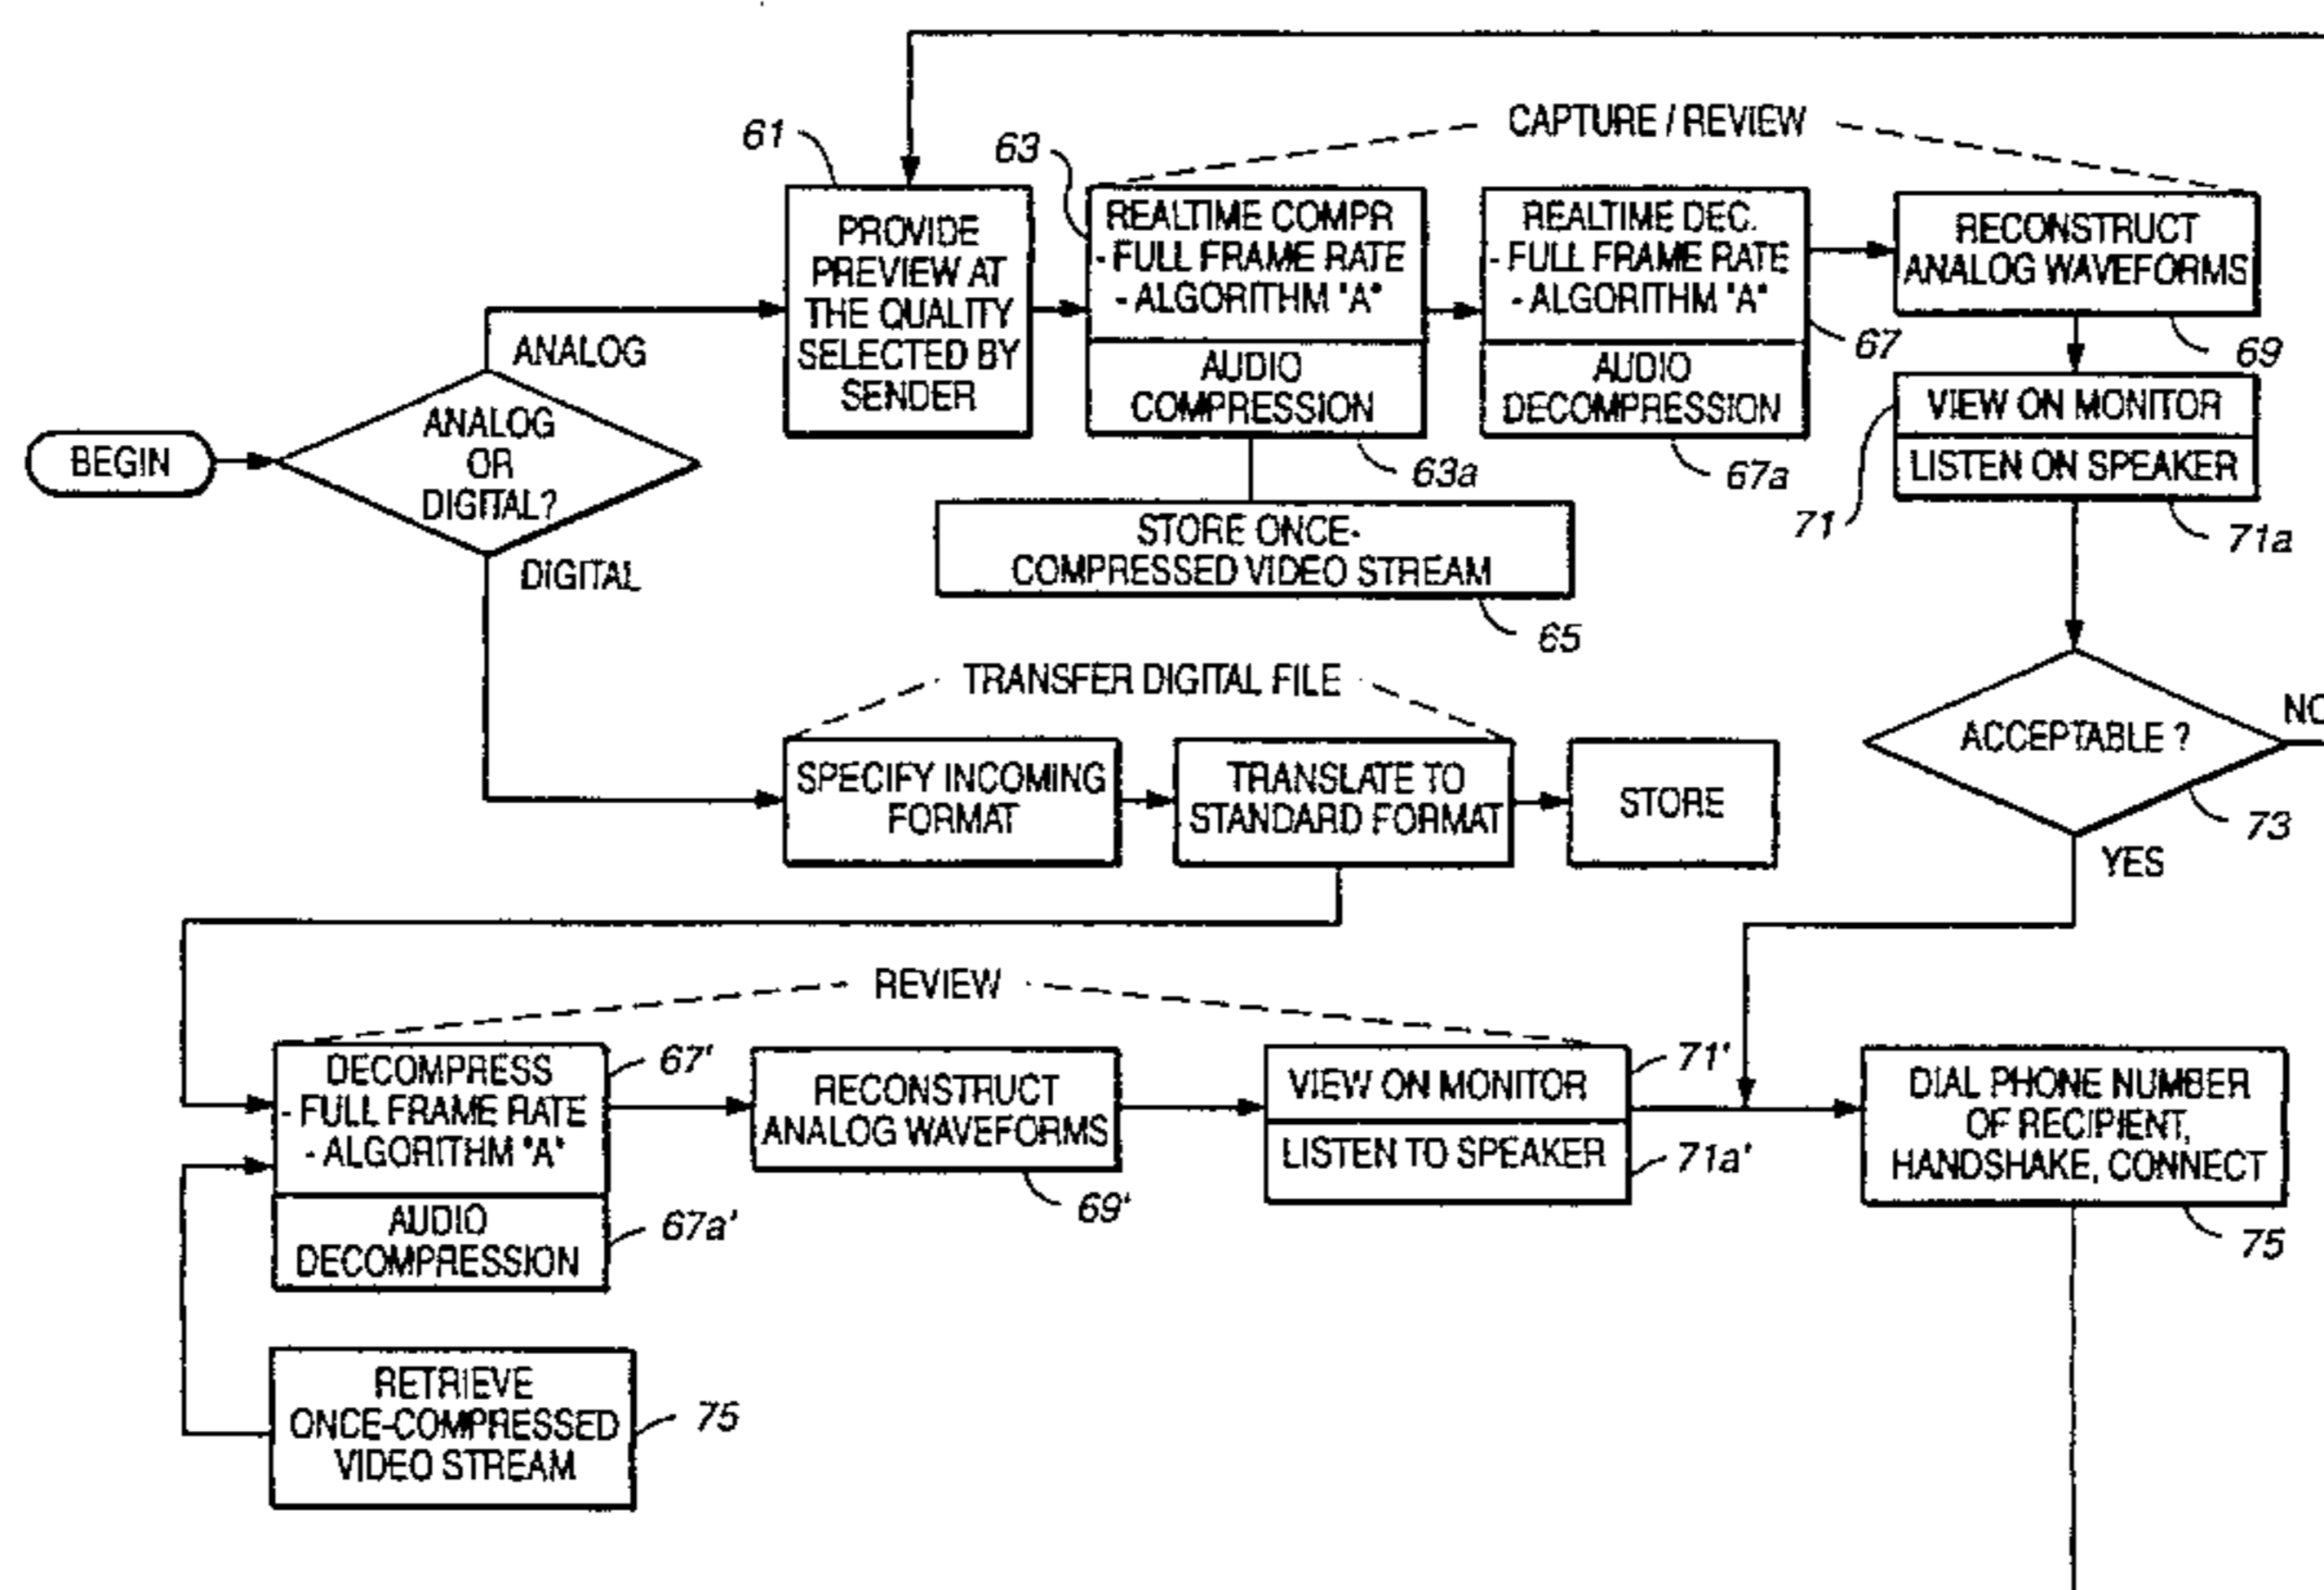 CAPTURE / REVIEW
61
63
PROVIDE
PREVIEW AT
THE QUALITY
SELECTED BY
SENDER
REALTIME COMPR
- FULL FRAME RATE
- ALGORITHM "A"
AUDIO
COMPRESSION
63a
REALTIME DEC.
- FULL FRAME RATE
- ALGORITHM "A"
AUDIO
DECOMPRESSION
67
67a
RECONSTRUCT
ANALOG WAVEFORMS
69
VIEW ON MONITOR
LISTEN ON SPEAKER
71
71a
ANALOG
BEGIN
ANALOG
OR
DIGITAL?
DIGITAL
STORE ONCE-
COMPRESSED VIDEO STREAM
65
TRANSFER DIGITAL FILE
SPECIFY INCOMING
FORMAT
TRANSLATE TO
STANDARD FORMAT
STORE
ACCEPTABLE ?
NO
73
YES
REVIEW
DECOMPRESS
- FULL FRAME RATE
- ALGORITHM "A"
AUDIO
DECOMPRESSION
67'
67a'
RECONSTRUCT
ANALOG WAVEFORMS
69'
VIEW ON MONITOR
LISTEN TO SPEAKER
71'
71a'
DIAL PHONE NUMBER
OF RECIPIENT,
HANDSHAKE, CONNECT
75
RETRIEVE
ONCE-COMPRESSED
VIDEO STREAM
75